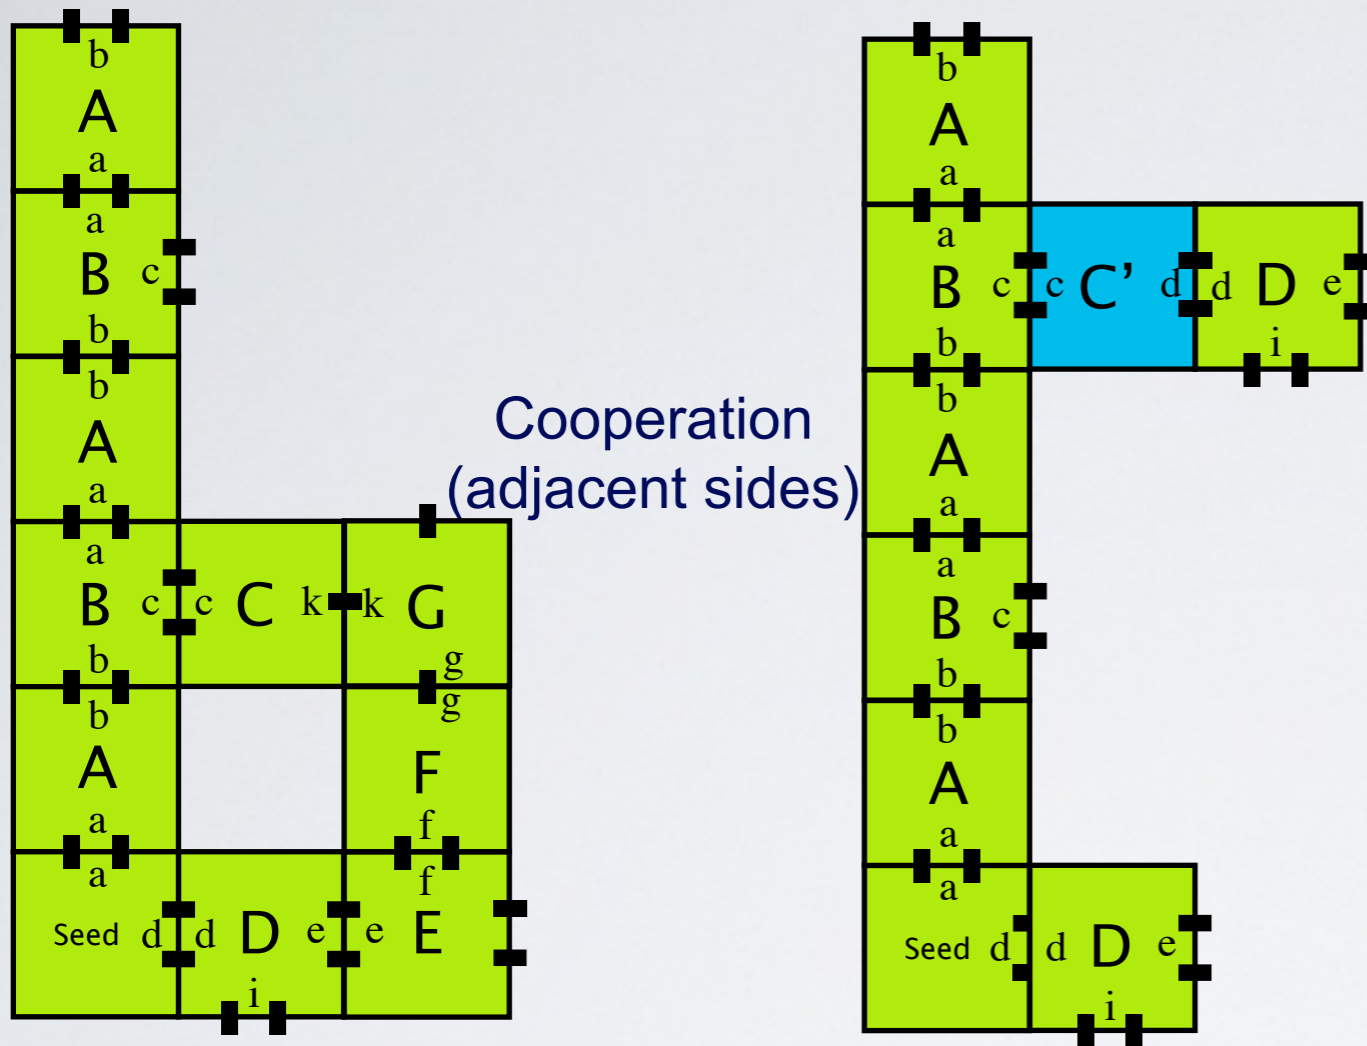 b
A
a
a
B c
b
b
A
a
a
B c c C k k G
b g
b g
A F
a f
a f
Seed d d D e e E
i
Cooperation
(adjacent sides)
b
A
a
a
B c c C’ d d D e
b i
b
A
a
a
B c
b
b
A
a
a
Seed d d D e
i